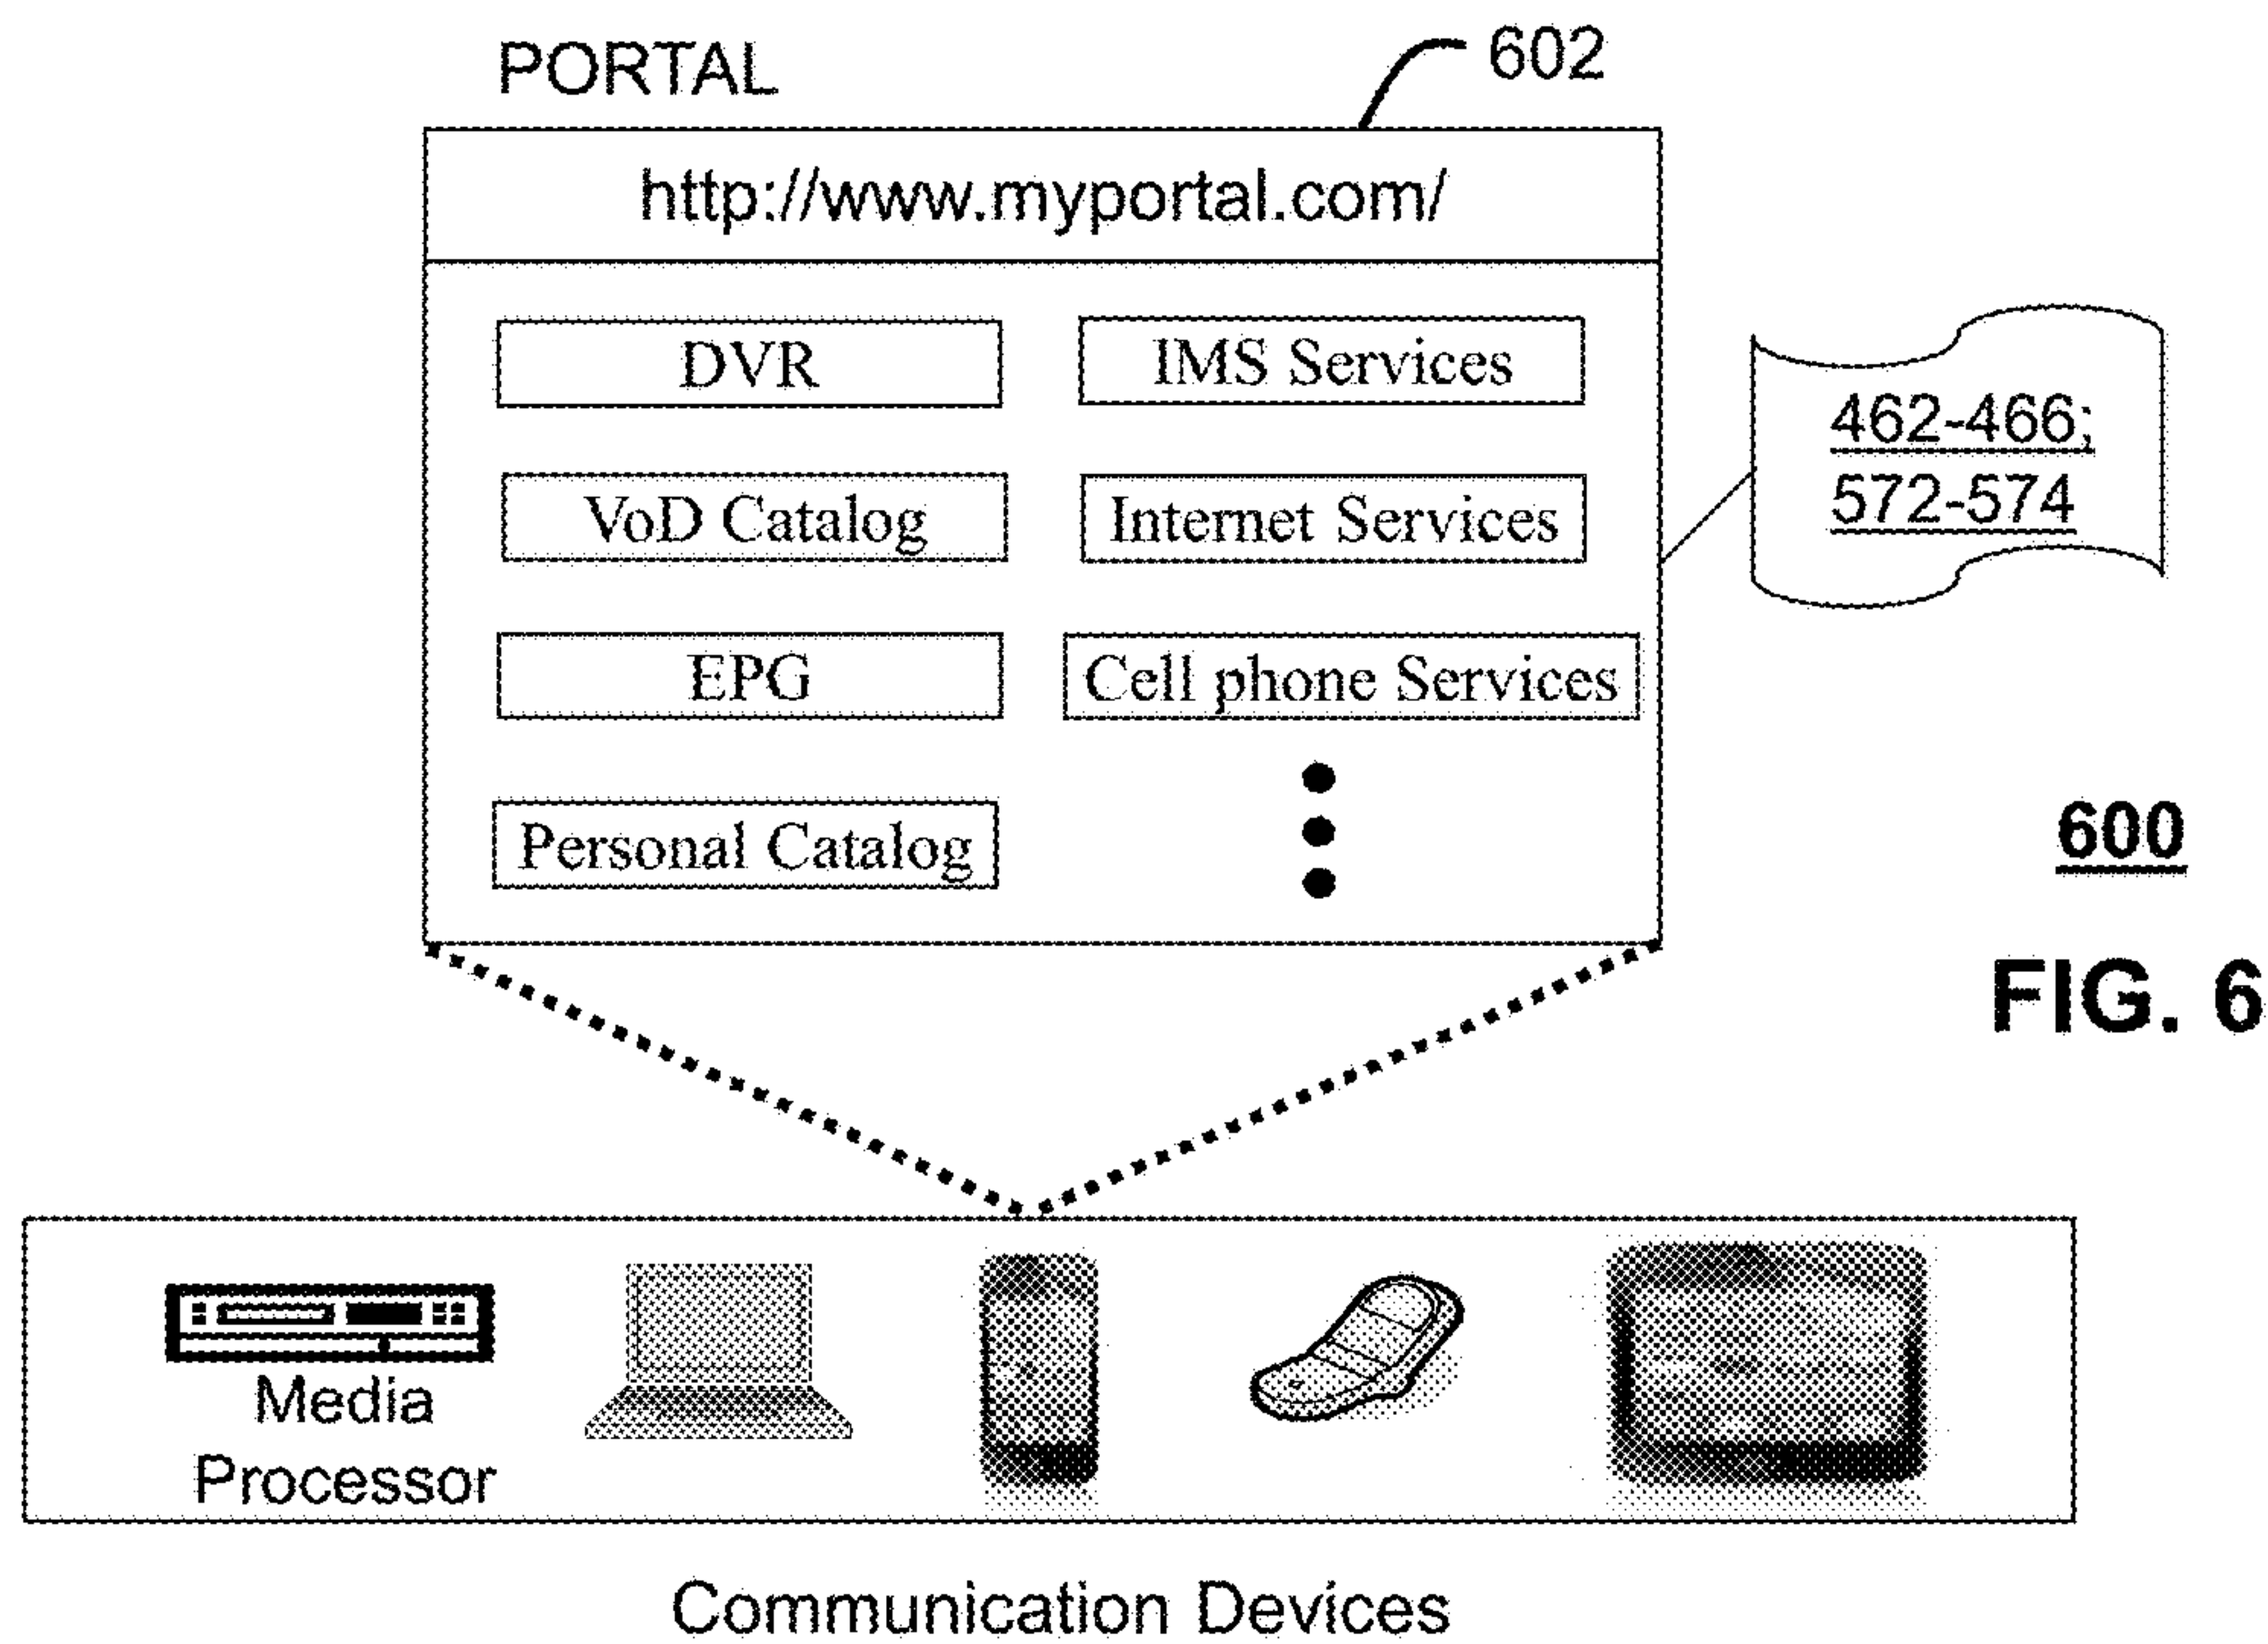 PORTAL
602
http://www.myportal.com/
DVR
IMS Services
VoD Catalog
Internet Services
EPG
Cell phone Services
Personal Catalog
462-466;
572-574
600
FIG. 6
Media
Processor
Communication Devices